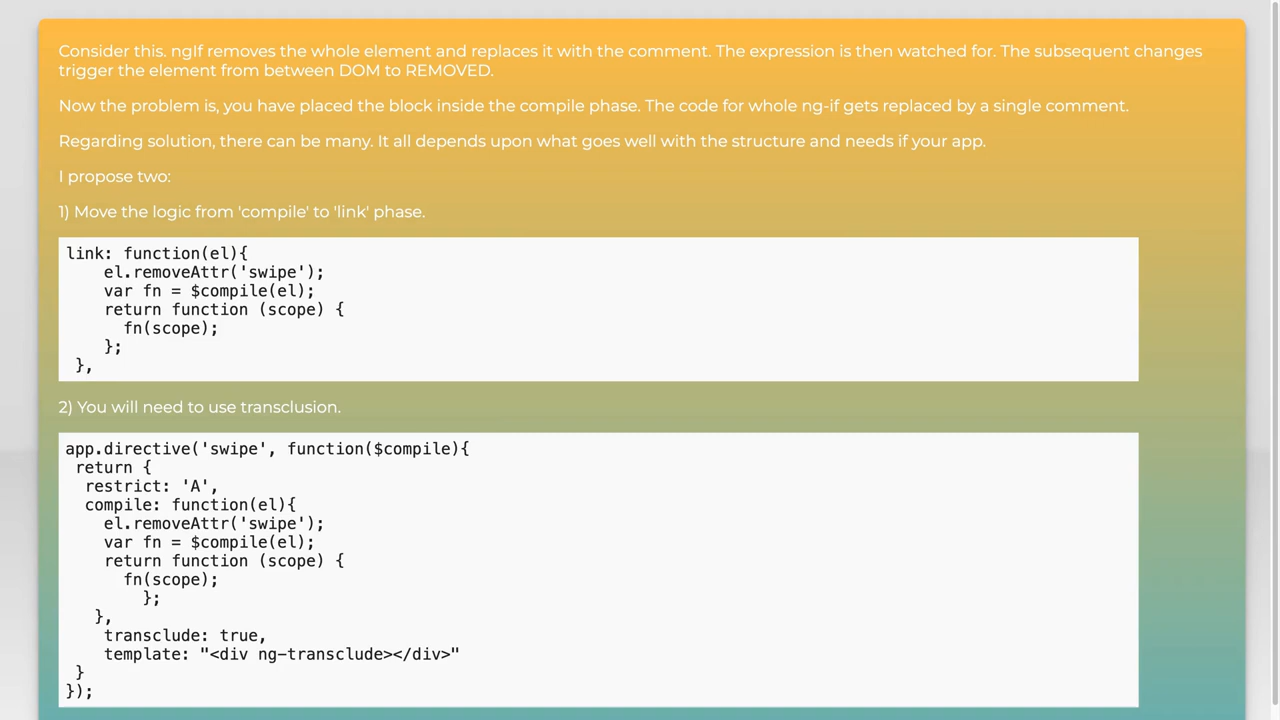 Consider this. ngIf removes the whole element and replaces it with the comment. The expression is then watched for. The subsequent changes
trigger the element from between DOM to REMOVED.
Now the problem is, you have placed the block inside the compile phase. The code for whole ng-if gets replaced by a single comment.
Regarding solution, there can be many. It all depends upon what goes well with the structure and needs if your app.
I propose two:
1) Move the logic from 'compile' to 'link' phase.
link: function(el){
    el.removeAttr('swipe');
    var fn = $compile(el);
    return function (scope) {
      fn(scope);
    };
 },
2) You will need to use transclusion.
app.directive('swipe', function($compile){
 return {
  restrict: 'A',
  compile: function(el){
    el.removeAttr('swipe');
    var fn = $compile(el);
    return function (scope) {
      fn(scope);
        };
   },
    transclude: true,
    template: "<div ng-transclude></div>"
 }
});